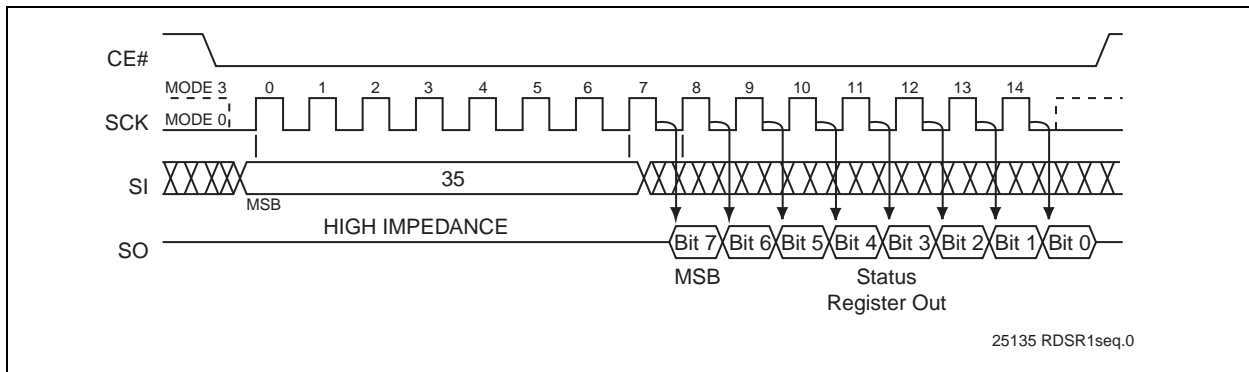 CE#
MODE 3 0 1 2 3 4 5 6 7 8 9 10 11 12 13 14
SCK MODE 0
SI 35
MSB
HIGH IMPEDANCE
SO Bit 7 Bit 6 Bit 5 Bit 4 Bit 3 Bit 2 Bit 1 Bit 0
MSB Status
Register Out
25135 RDSR1seq.0